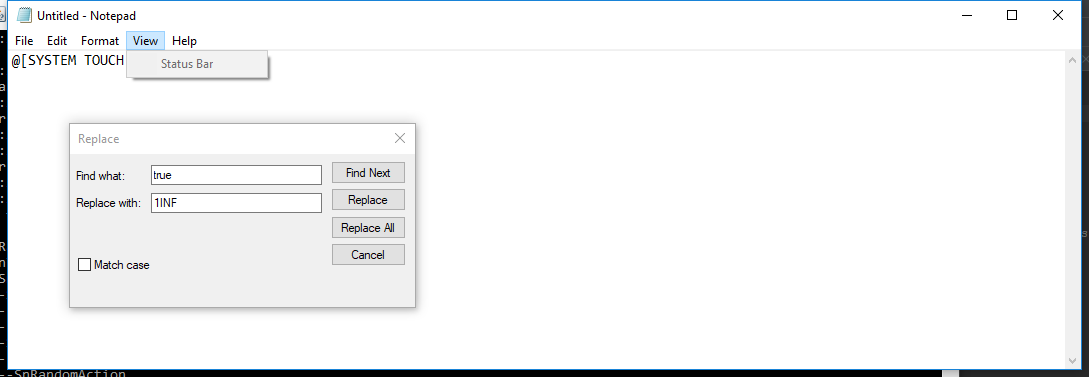 Untitled - Notepad
File Edit Format View Help
@[SYSTEM TOUCH
Status Bar
Replace
Find what: true Find Next
Replace with: 1INF Replace
Replace All
Cancel
Match case
--SnRandomAction